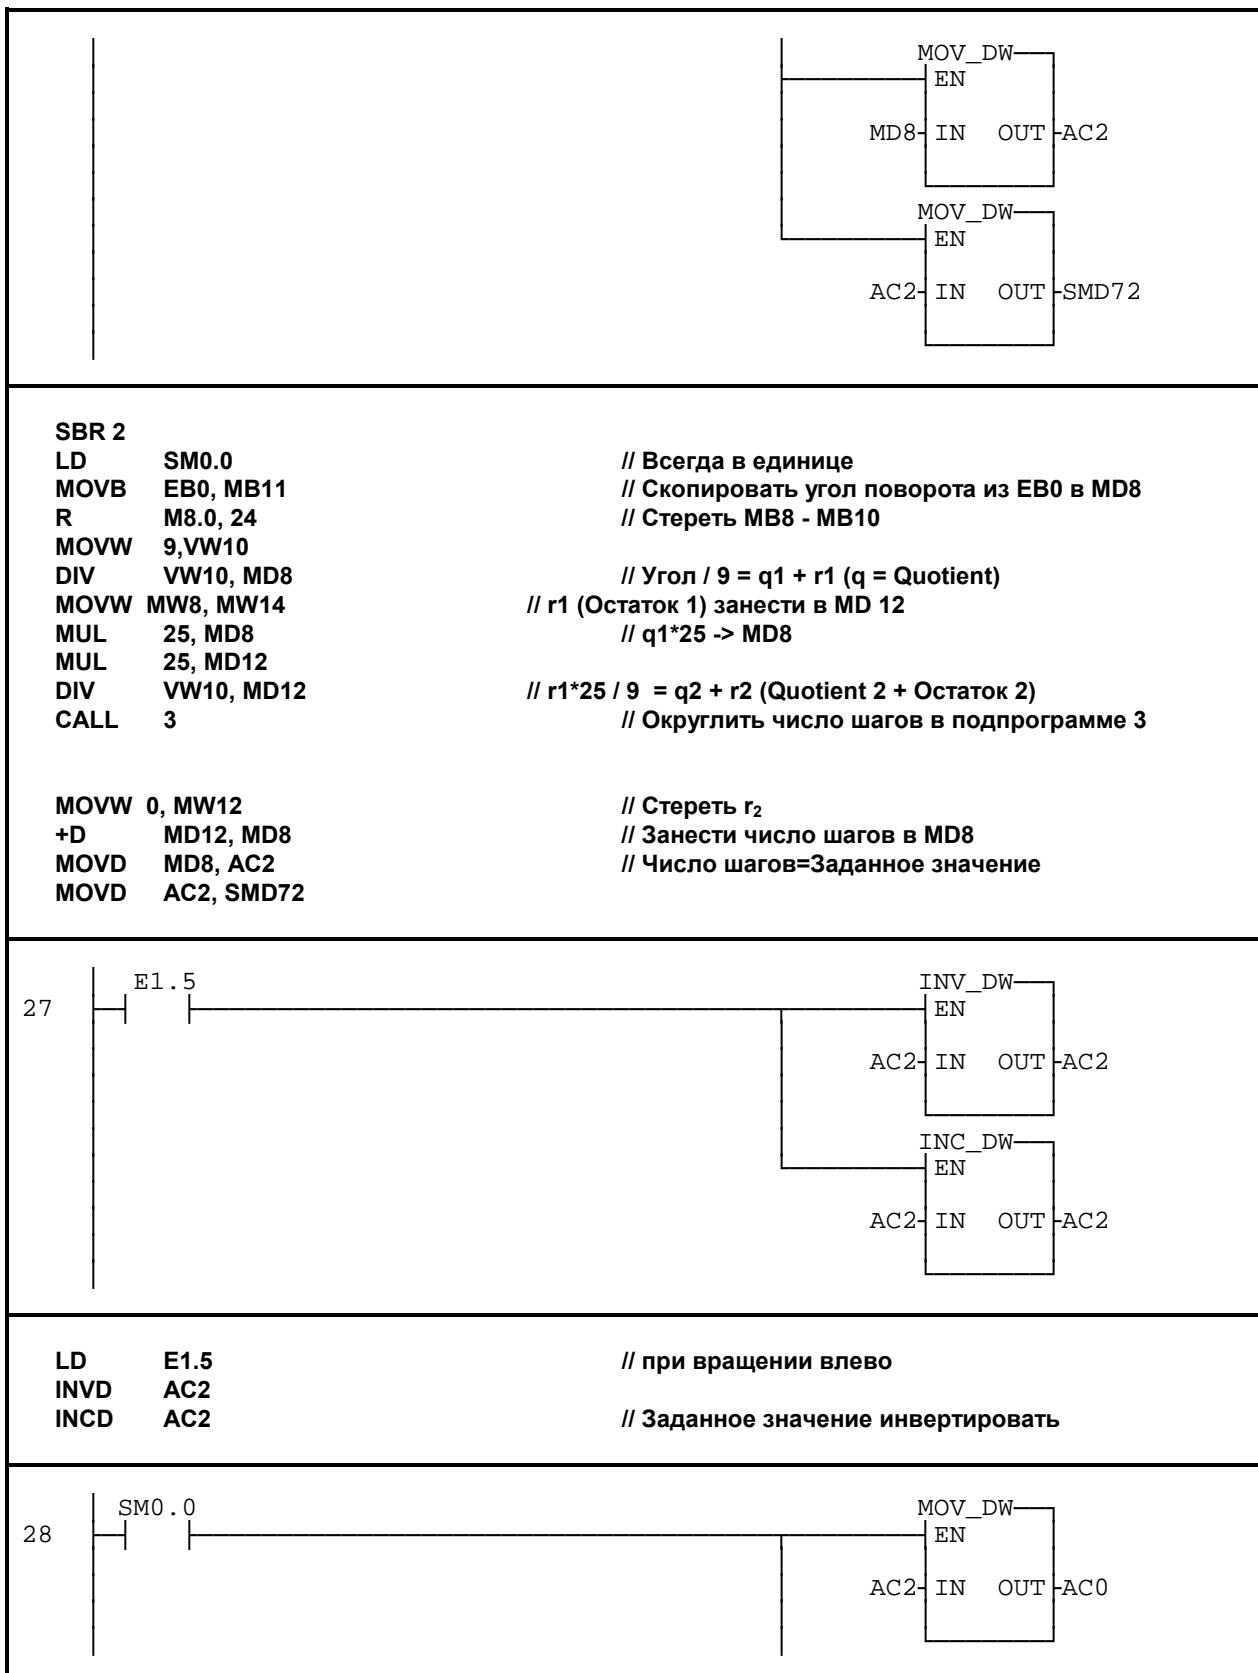 MOV_DW
EN
MD8 IN OUT AC2
MOV_DW
EN
AC2 IN OUT SMD72
SBR 2
LD SM0.0 // Всегда в единице
MOVB EB0, MB11 // Скопировать угол поворота из EB0 в MD8
R M8.0, 24 // Стереть MB8 - MB10
MOVW 9,VW10
DIV VW10, MD8 // Угол / 9 = q1 + r1 (q = Quotient)
MOVW MW8, MW14 // r1 (Остаток 1) занести в MD 12
MUL 25, MD8 // q1*25 -> MD8
MUL 25, MD12
DIV VW10, MD12 // r1*25 / 9 = q2 + r2 (Quotient 2 + Остаток 2)
CALL 3 // Округлить число шагов в подпрограмме 3
MOVW 0, MW12 // Стереть r2
+D MD12, MD8 // Занести число шагов в MD8
MOVD MD8, AC2 // Число шагов=Заданное значение
MOVD AC2, SMD72
E1.5 INV_DW
27 EN
AC2 IN OUT AC2
INC_DW
EN
AC2 IN OUT AC2
LD E1.5 // при вращении влево
INVD AC2
INCD AC2 // Заданное значение инвертировать
SM0.0 MOV_DW
28 EN
AC2 IN OUT AC0